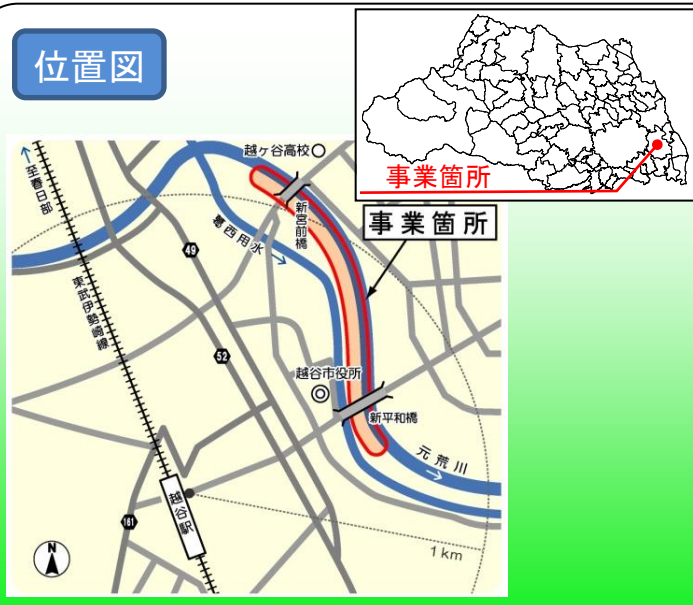 位置図
事業箇所
越ヶ谷高校
至春日部
新宮前橋
事業箇所
葛西用水
49
東武伊勢崎線
52
越谷市役所
新平和橋
元荒川
越谷駅
161
1km
N